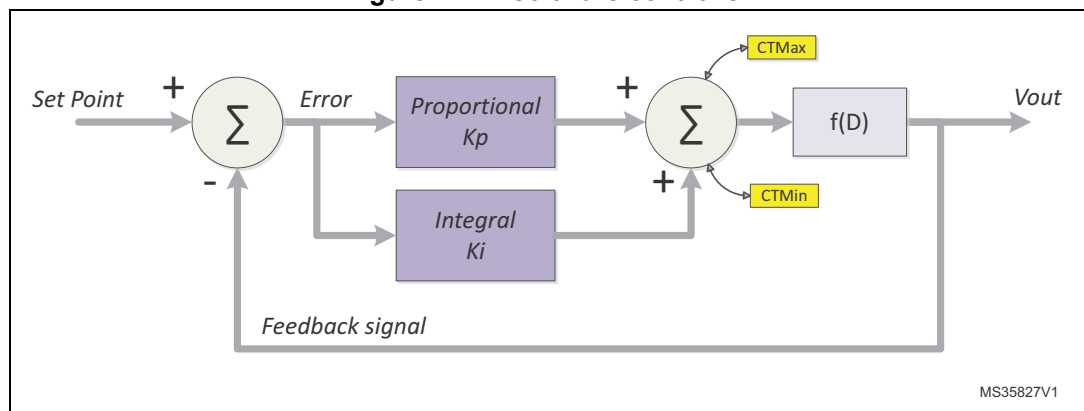 CTMax
Set Point
+
Σ
-
Error
Proportional
Kp
+
Σ
+
f(D)
Vout
CTMin
Integral
Ki
Feedback signal
MS35827V1